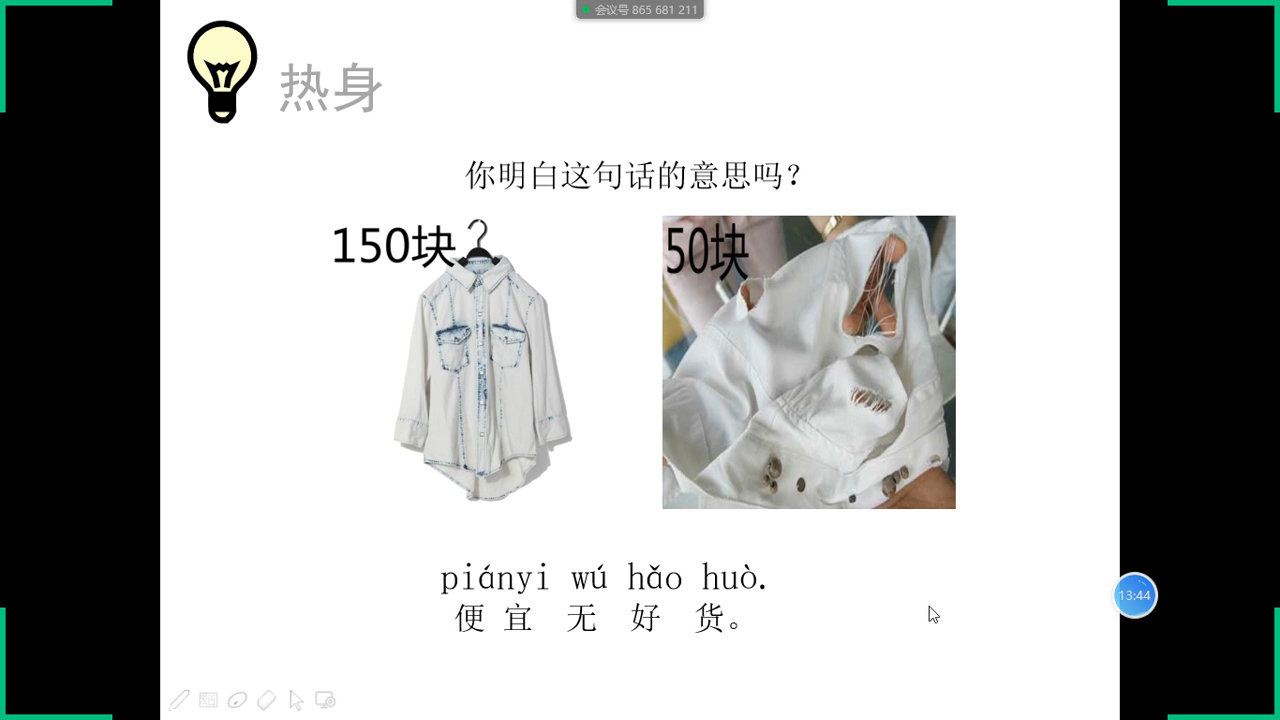 会议号 865 681 211
热身
你明白这句话的意思吗？
150块
50块
piányi wú hǎo huò.
便 宜 无 好 货。
13:44